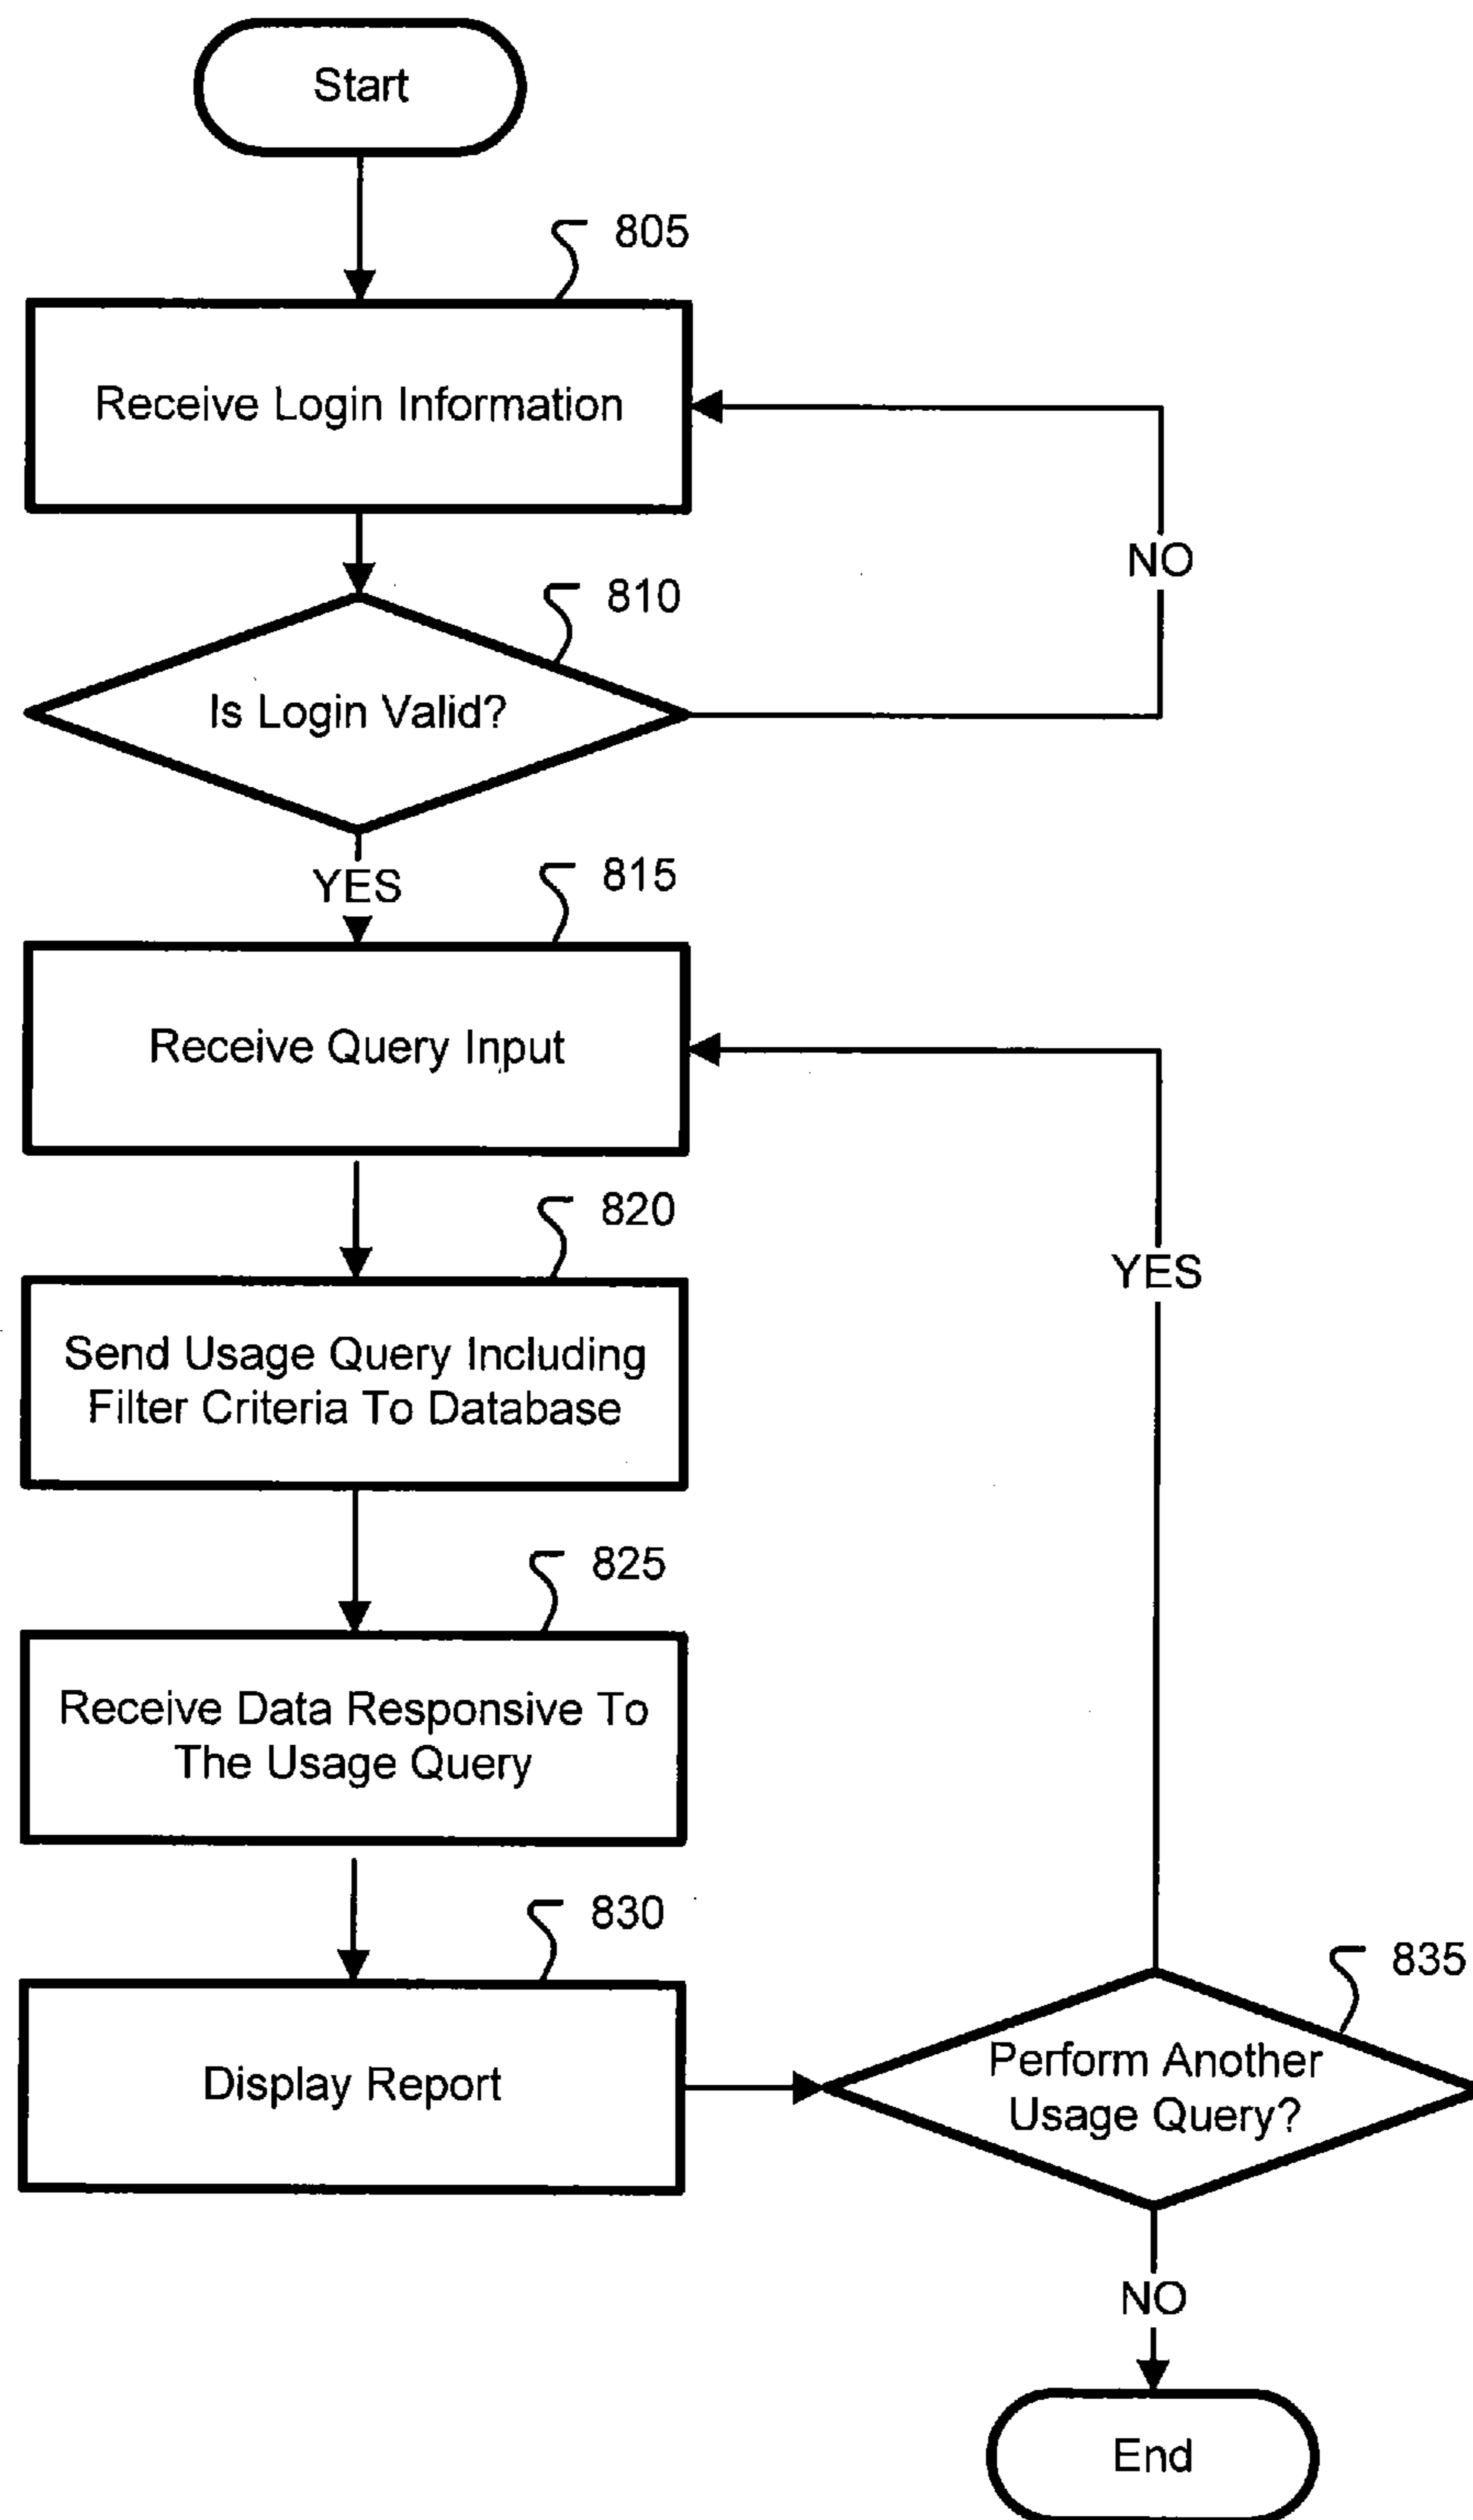 Start
805
Receive Login Information
NO
810
Is Login Valid?
YES
815
Receive Query Input
820
YES
Send Usage Query Including
Filter Criteria To Database
825
Receive Data Responsive To
The Usage Query
830
835
Display Report
Perform Another
Usage Query?
NO
End